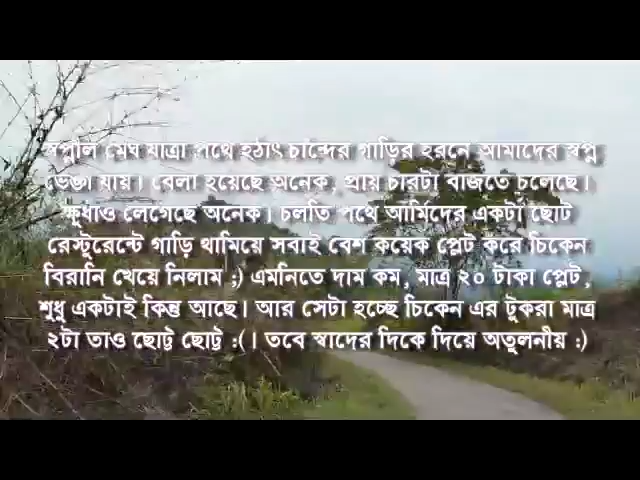 স্বপ্নীল মেঘ যাত্রা পথে হঠাৎ চান্দের গাড়ির হরনে আমাদের স্বপ্ন
ভেঙ্গে যায়। বেলা হয়েছে অনেক, প্রায় চারটা বাজতে চলেছে।
ক্ষুধাও লেগেছে অনেক। চলতি পথে আর্মিদের একটা ছোট
রেস্টুরেন্টে গাড়ি থামিয়ে সবাই বেশ কয়েক প্লেট করে চিকেন
বিরানি খেয়ে নিলাম ;) এমনিতে দাম কম, মাত্র ২০ টাকা প্লেট,
শুধু একটাই কিন্তু আছে। আর সেটা হচ্ছে চিকেন এর টুকরা মাত্র
২টা তাও ছোট্ট ছোট্ট :(। তবে স্বাদের দিকে দিয়ে অতুলনীয় :)